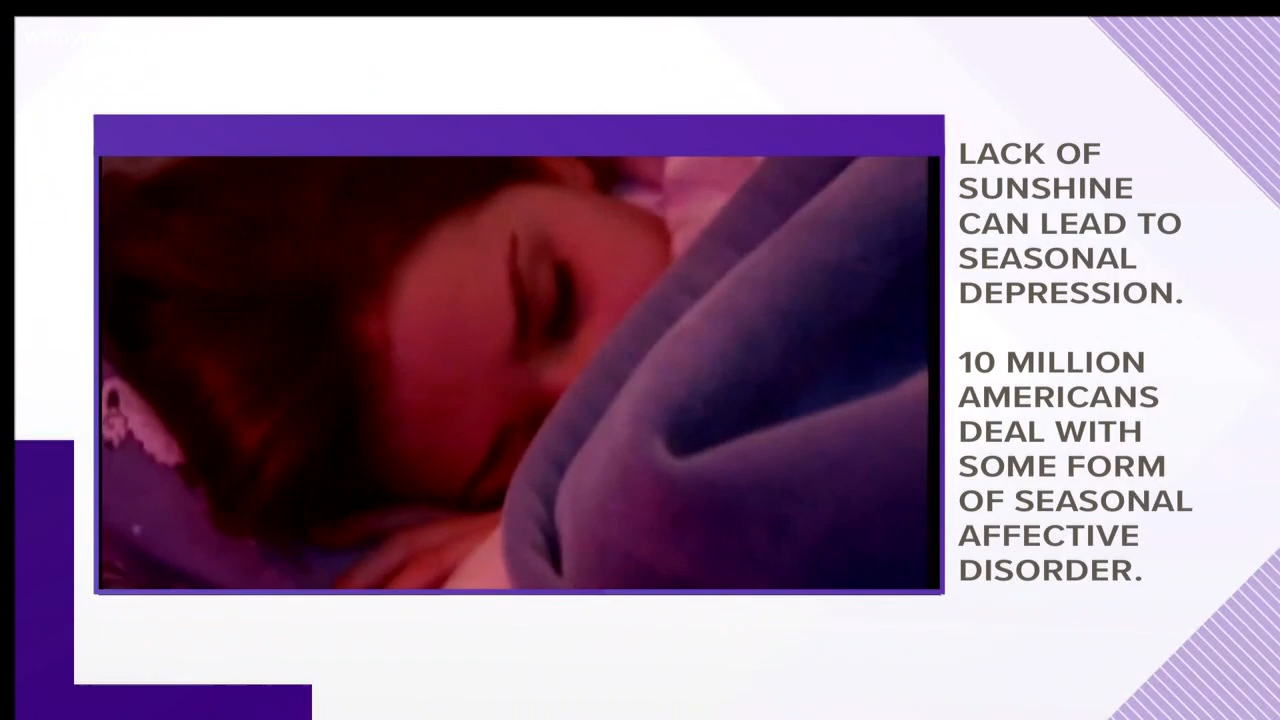 LACK OF
SUNSHINE
CAN LEAD TO
SEASONAL
DEPRESSION.
10 MILLION
AMERICANS
DEAL WITH
SOME FORM
OF SEASONAL
AFFECTIVE
DISORDER.